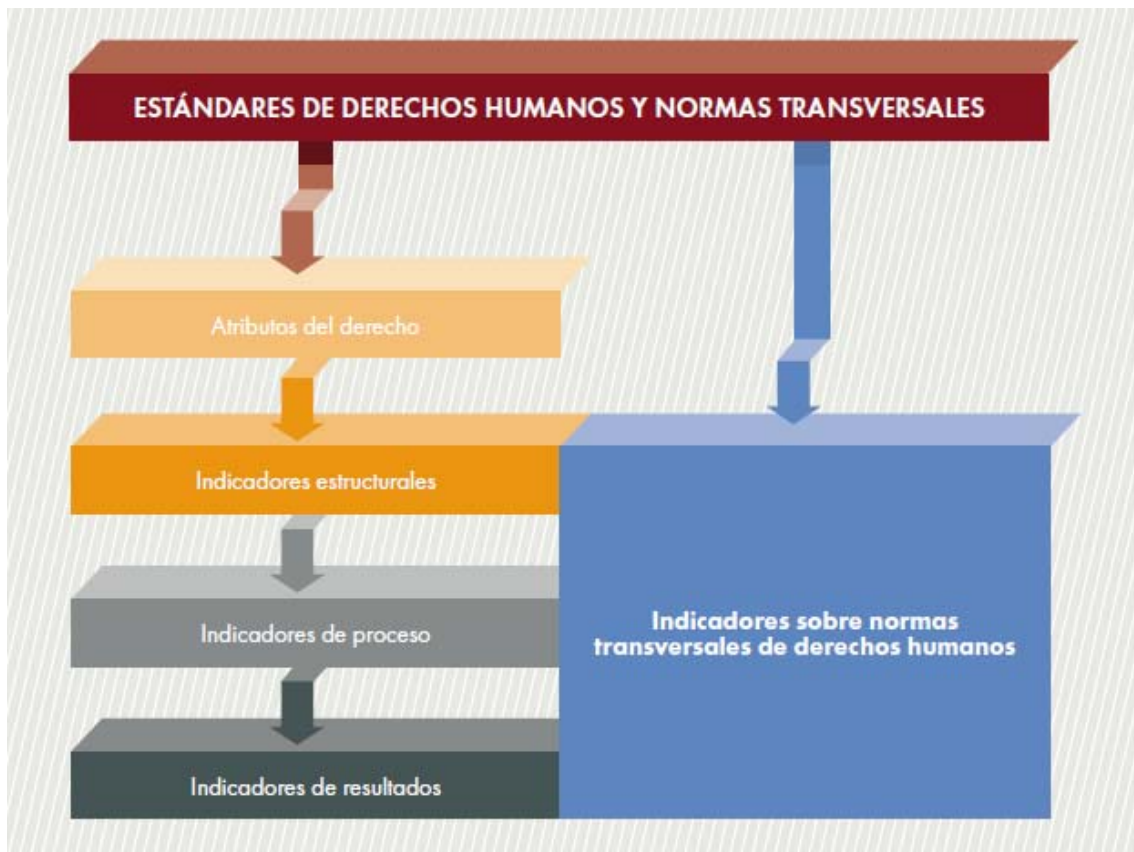 ESTÁNDARES DE DERECHOS HUMANOS Y NORMAS TRANSVERSALES
Atributos del derecho
Indicadores estructurales
Indicadores de proceso
Indicadores sobre normas
transversales de derechos humanos
Indicadores de resultados